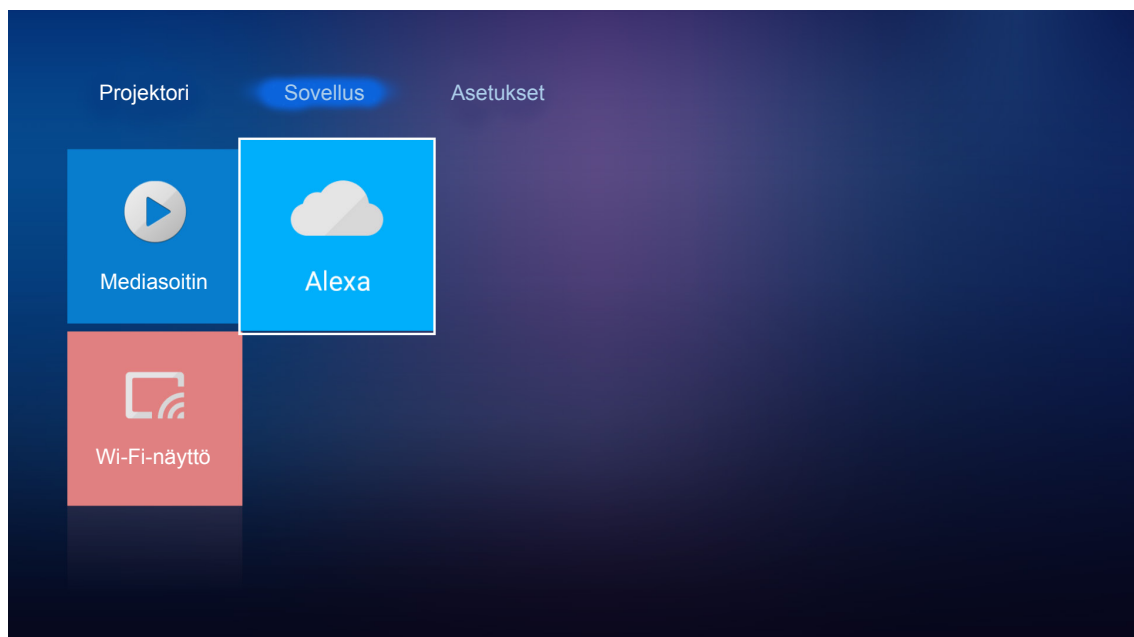 Projektori
Sovellus
Asetukset
Mediasoitin
Alexa
Wi-Fi-näyttö